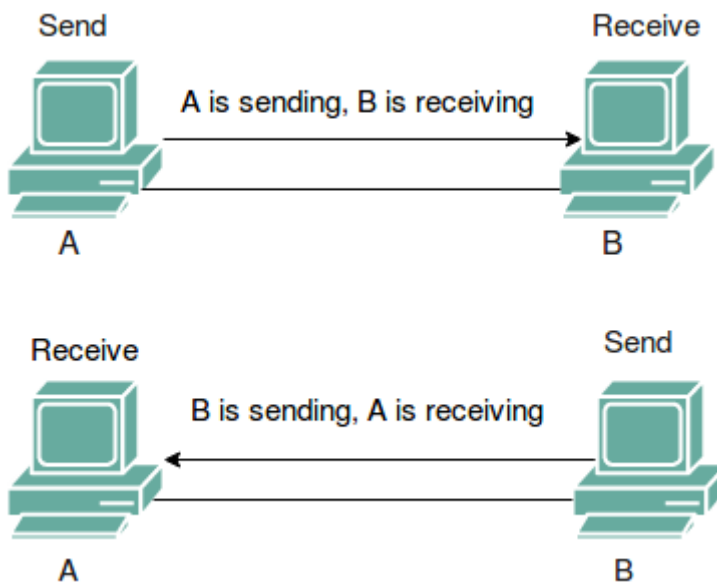 Send
Receive
A is sending, B is receiving
A
B
Receive
Send
B is sending, A is receiving
A
B